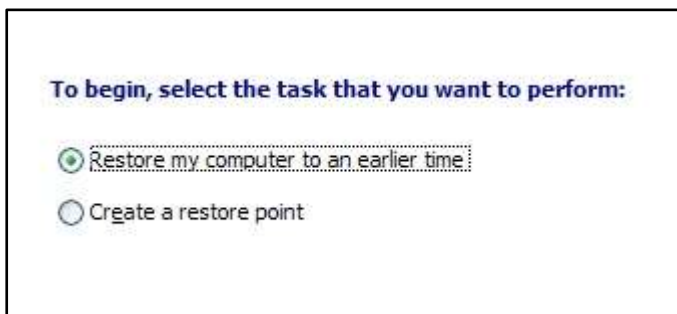 To begin, select the task that you want to perform:
Restore my computer to an earlier time
Create a restore point